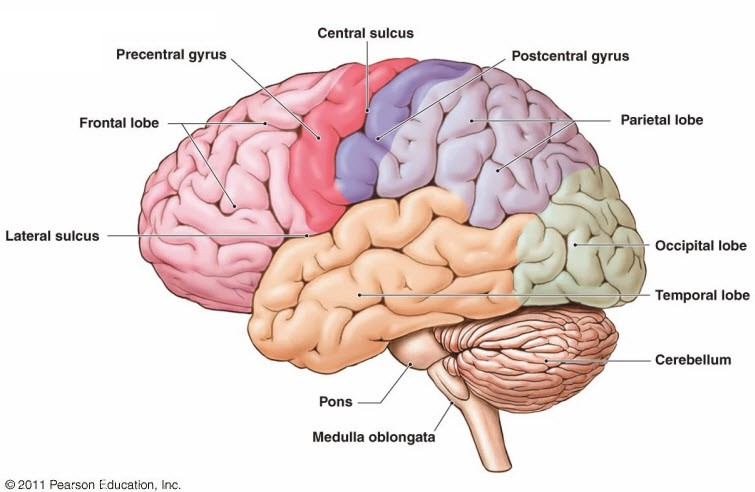 Central sulcus
Precentral gyrus
Postcentral gyrus
Frontal lobe
Parietal lobe
Lateral sulcus
Occipital lobe
Temporal lobe
Cerebellum
Pons
Medulla oblongata
© 2011 Pearson Education, Inc.